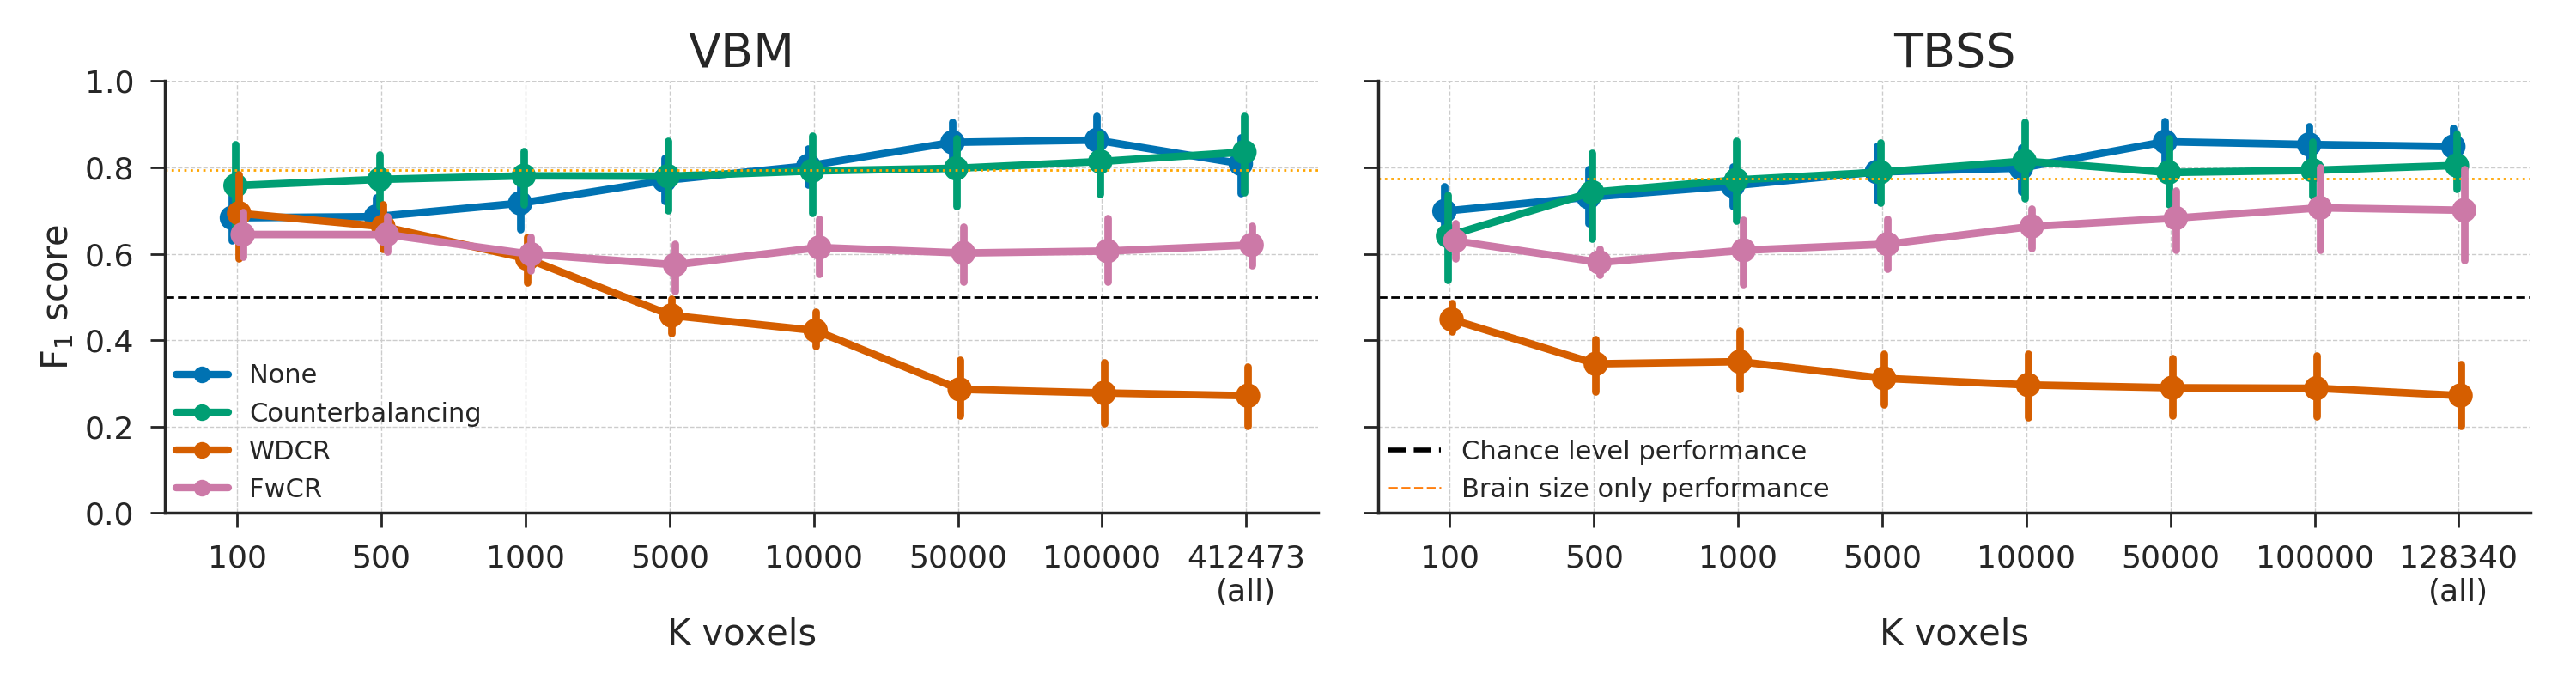 VBM
TBSS
F1 score
1.0
0.8
0.6
0.4
0.2
0.0
None
Counterbalancing
WDCR
FwCR
Chance level performance
Brain size only performance
100 500 1000 5000 10000 50000 100000 412473
(all)
100 500 1000 5000 10000 50000 100000 128340
(all)
K voxels
K voxels